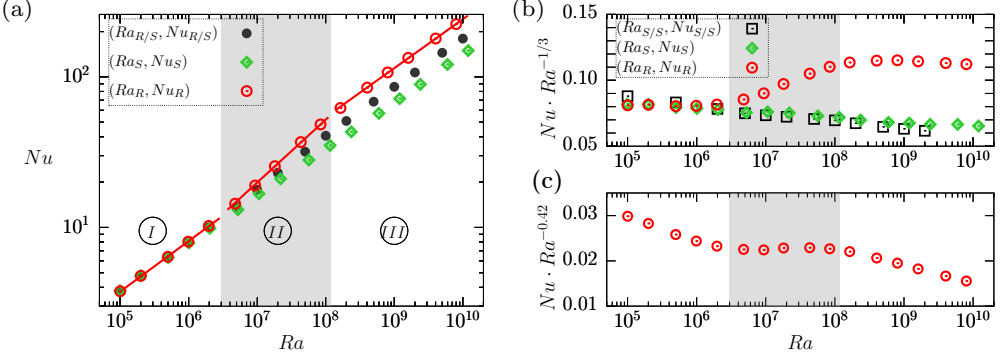 (a)
(Ra_{R/S}, Nu_{R/S})
(Ra_S, Nu_S)
(Ra_R, Nu_R)
10^2
Nu
10^1
I
II
III
10^5
10^6
10^7
10^8
10^9
10^10
Ra
(b)
0.15
(Ra_{S/S}, Nu_{S/S})
(Ra_S, Nu_S)
(Ra_R, Nu_R)
0.10
0.05
Nu · Ra^{-1/3}
10^5
10^6
10^7
10^8
10^9
10^10
(c)
0.03
0.02
0.01
Nu · Ra^{-0.42}
10^5
10^6
10^7
10^8
10^9
10^10
Ra